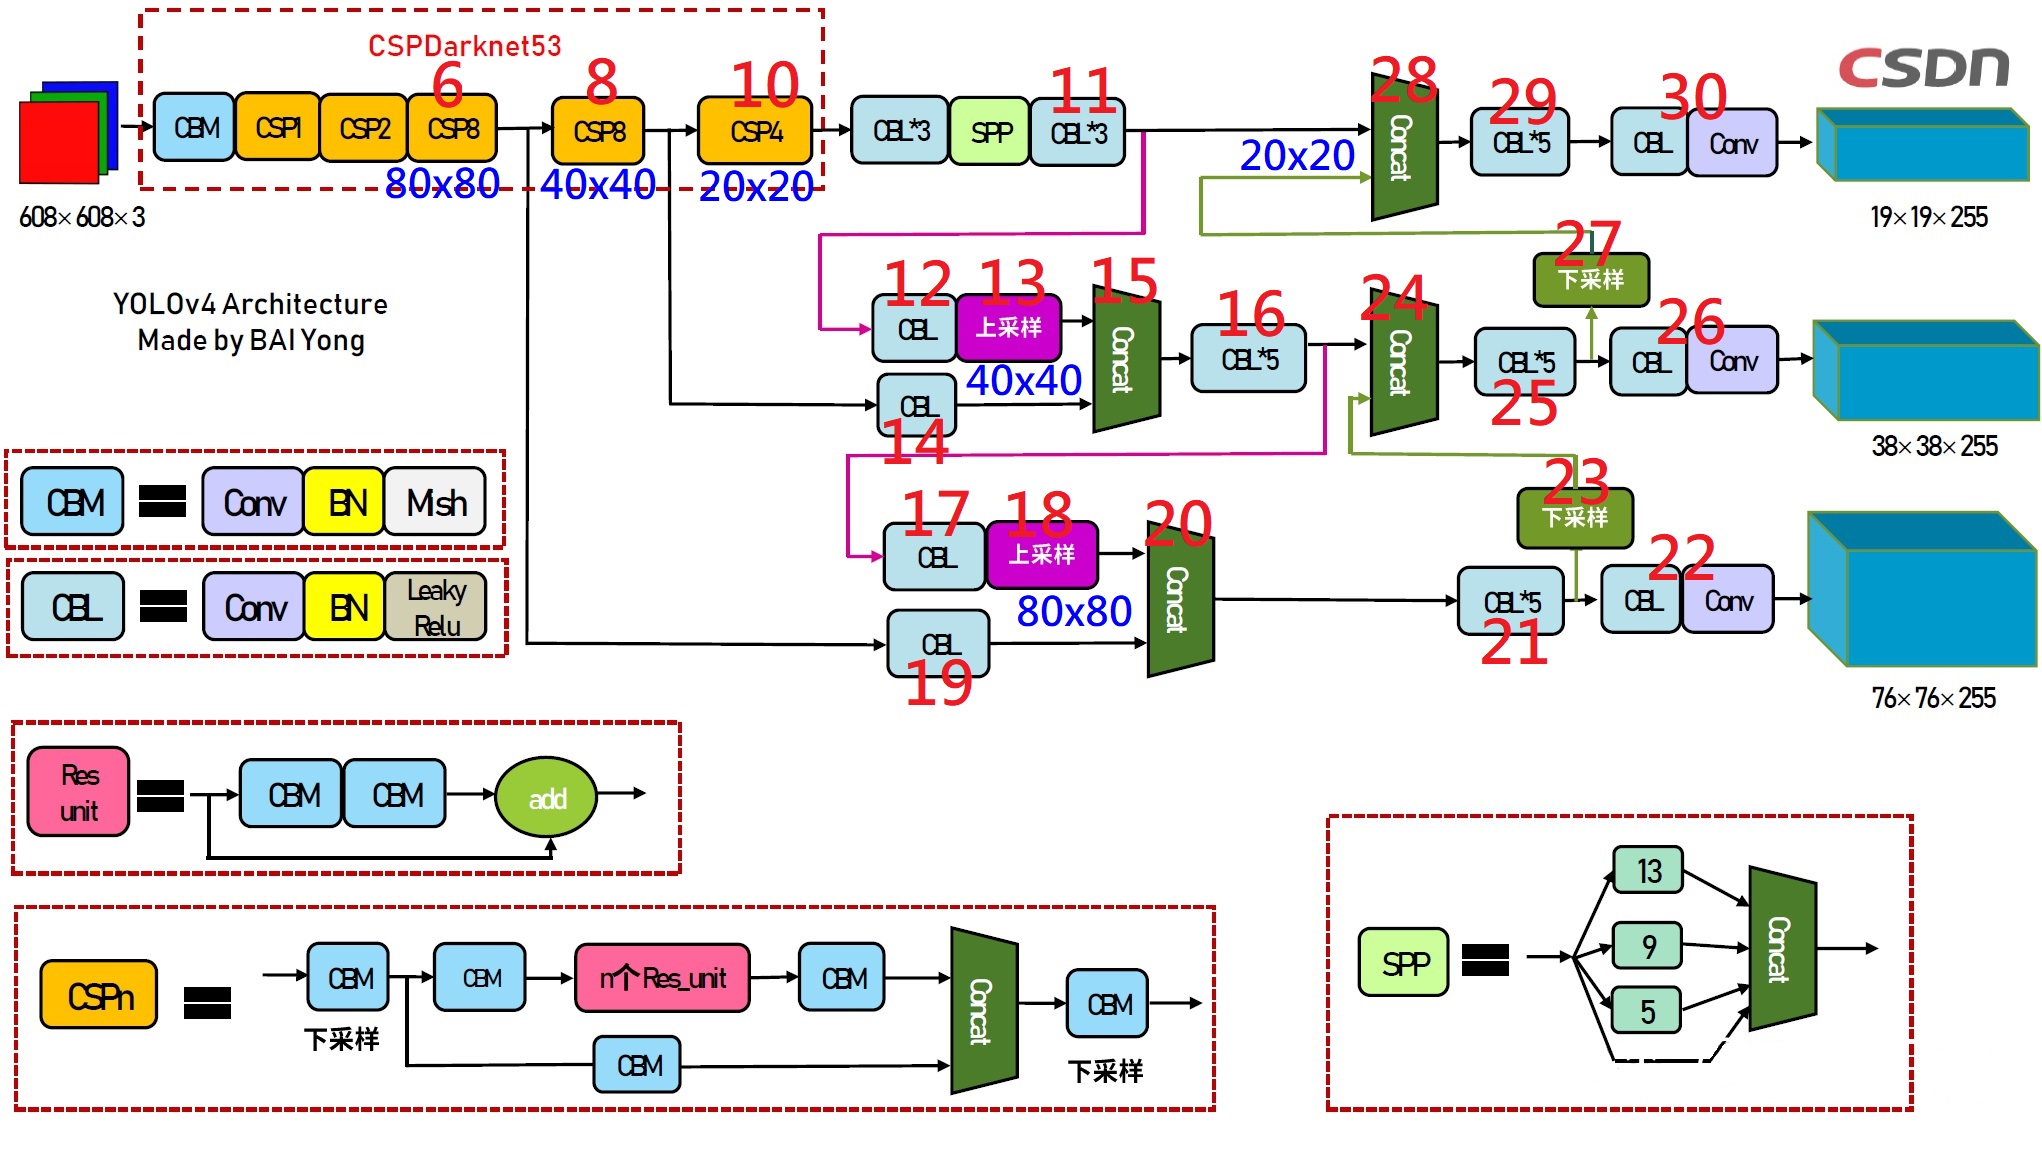 CSPDarknet53
CSDN
6
8
10
11
28
29
30
CBM
CSP1
CSP2
CSP8
CSP8
CSP4
CBL*3
SPP
CBL*3
Concat
CBL*5
CBL
Conv
80x80
40x40
20x20
20x20
608×608×3
19×19×255
YOLOv4 Architecture
Made by BAI Yong
12
13
15
16
24
27
下采样
26
CBL
上采样
Concat
CBL*5
Concat
CBL*5
CBL
Conv
40x40
CBL
14
25
38×38×255
CBM
Conv
BN
Mish
17
18
20
23
下采样
22
CBL
上采样
Concat
CBL*5
CBL
Conv
80x80
CBL
19
21
76×76×255
CBL
Conv
BN
Leaky
Relu
Res
unit
CBM
CBM
add
CSPn
CBM
下采样
CBM
n个Res_unit
CBM
CBM
Concat
CBM
下采样
SPP
13
9
5
Concat